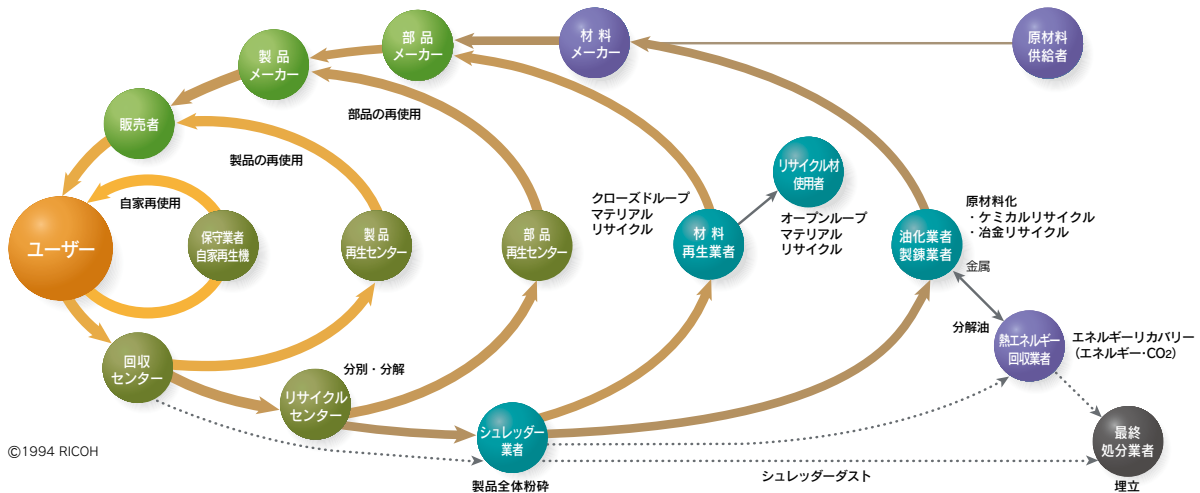 部 品
メーカー
材 料
メーカー
原材料
供給者
製 品
メーカー
販売者
部品の再使用
製品の再使用
自家再使用
リサイクル材
使用者
クローズドループ
マテリアル
リサイクル
オープンループ
マテリアル
リサイクル
原材料化
・ケミカルリサイクル
・冶金リサイクル
ユーザー
保守業者
自家再生機
製 品
再生センター
部 品
再生センター
材 料
再生業者
油化業者
製錬業者
金属
分解油
熱エネルギー
回収業者
エネルギーリカバリー
（エネルギー・CO2）
回収
センター
分別・分解
リサイクル
センター
シュレッダー
業者
製品全体粉砕
シュレッダーダスト
最終
処分業者
埋立
©1994 RICOH